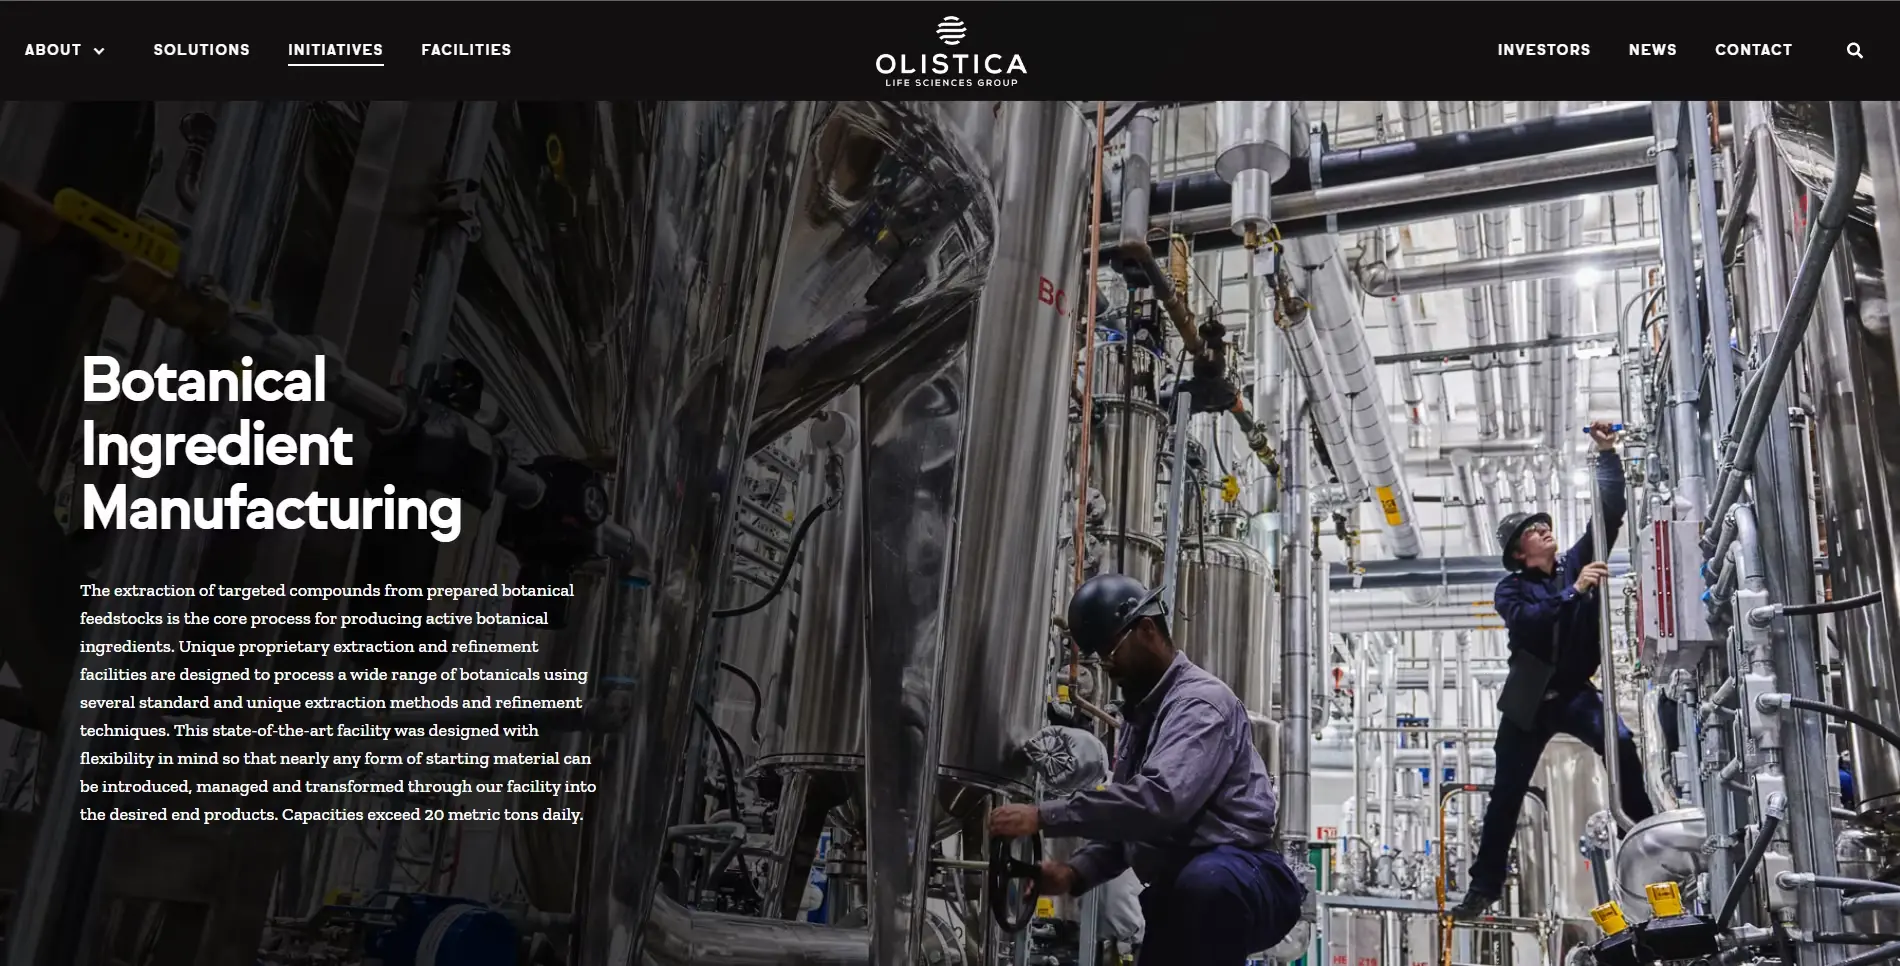 ABOUT
SOLUTIONS
INITIATIVES
FACILITIES
OLISTICA
LIFE SCIENCES GROUP
INVESTORS
NEWS
CONTACT
Botanical
Ingredient
Manufacturing
The extraction of targeted compounds from prepared botanical
feedstocks is the core process for producing active botanical
ingredients. Unique proprietary extraction and refinement
facilities are designed to process a wide range of botanicals using
several standard and unique extraction methods and refinement
techniques. This state-of-the-art facility was designed with
flexibility in mind so that nearly any form of starting material can
be introduced, managed and transformed through our facility into
the desired end products. Capacities exceed 20 metric tons daily.